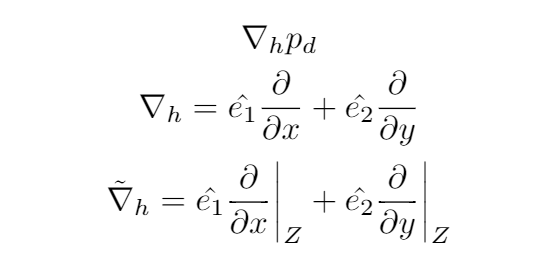 ∇ₕp_d
∇ₕ = ê₁ ∂/∂x + ê₂ ∂/∂y
∇̃ₕ = ê₁ ∂/∂x|_Z + ê₂ ∂/∂y|_Z